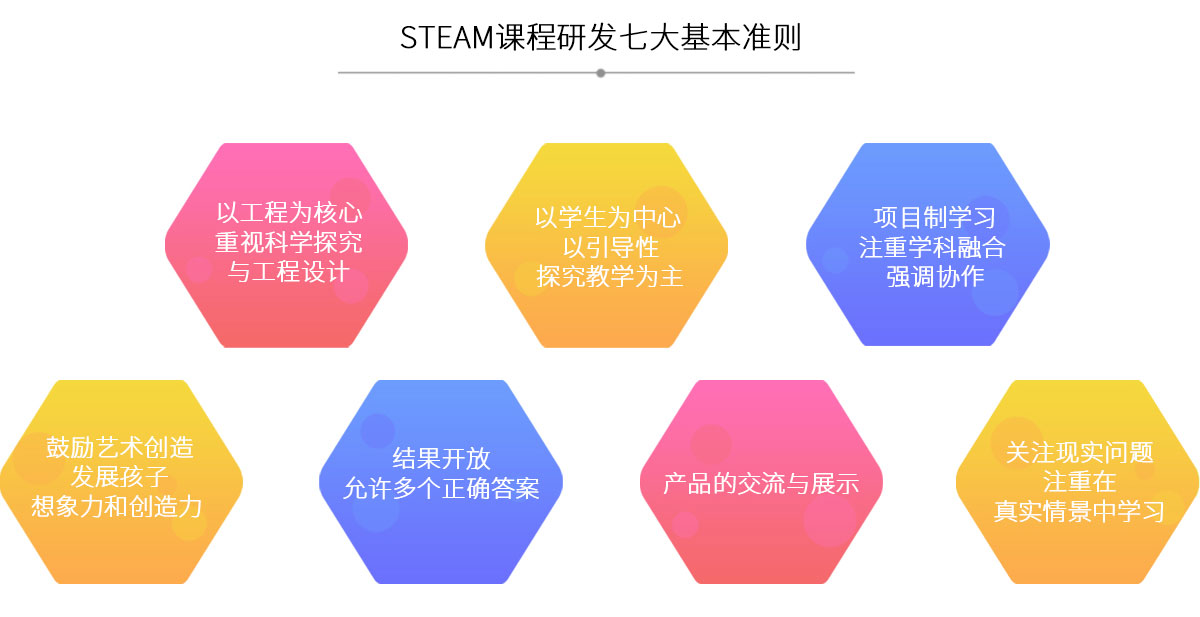 STEAM课程研发七大基本准则
以工程为核心
重视科学探究
与工程设计
以学生为中心
以引导性
探究教学为主
项目制学习
注重学科融合
强调协作
鼓励艺术创造
发展孩子
想象力和创造力
结果开放
允许多个正确答案
产品的交流与展示
关注现实问题
注重在
真实情景中学习